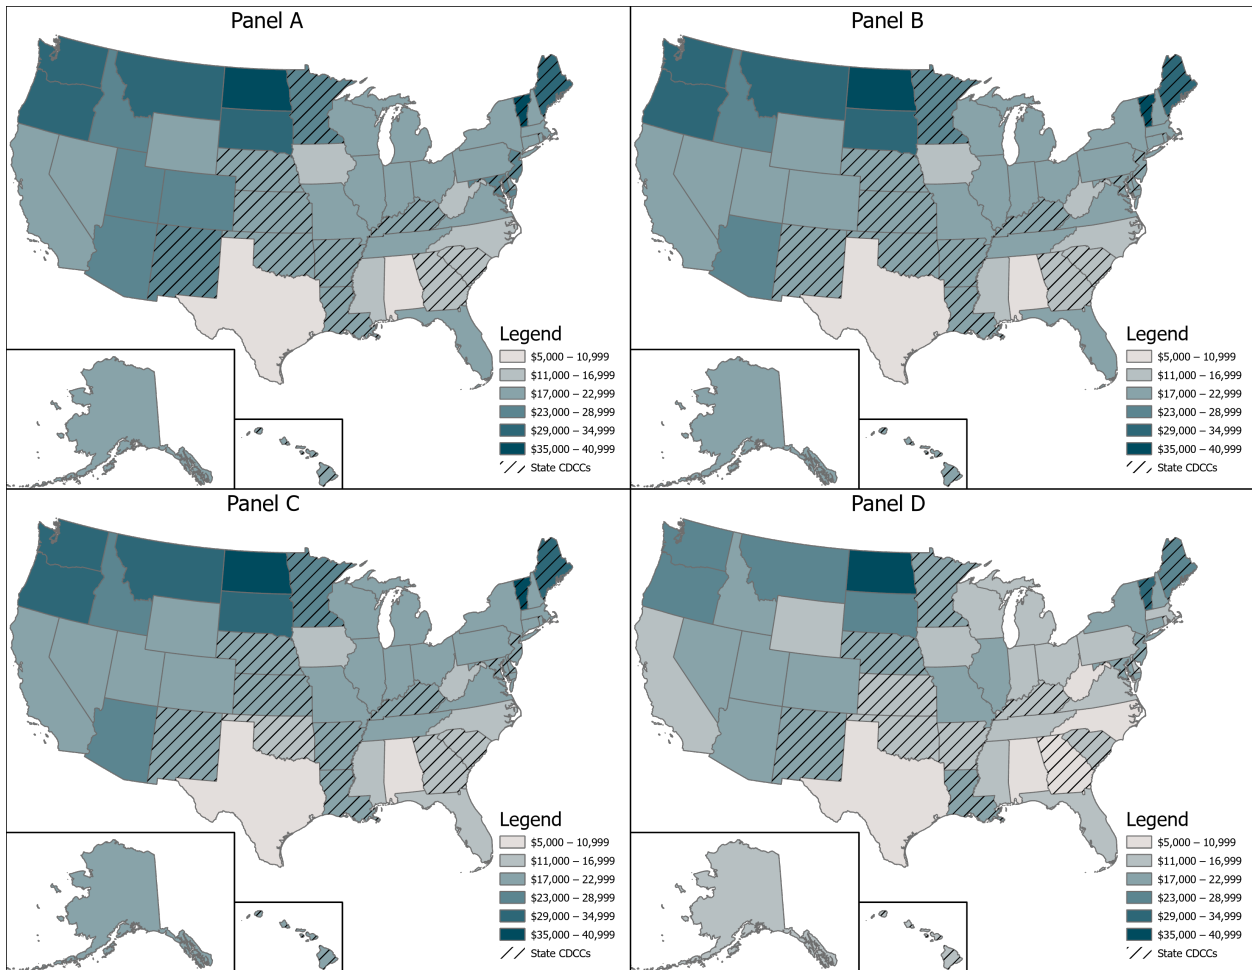 Panel A
Legend
$5,000 – 10,999
$11,000 – 16,999
$17,000 – 22,999
$23,000 – 28,999
$29,000 – 34,999
$35,000 – 40,999
State CDCCs
Panel B
Legend
$5,000 – 10,999
$11,000 – 16,999
$17,000 – 22,999
$23,000 – 28,999
$29,000 – 34,999
$35,000 – 40,999
State CDCCs
Panel C
Legend
$5,000 – 10,999
$11,000 – 16,999
$17,000 – 22,999
$23,000 – 28,999
$29,000 – 34,999
$35,000 – 40,999
State CDCCs
Panel D
Legend
$5,000 – 10,999
$11,000 – 16,999
$17,000 – 22,999
$23,000 – 28,999
$29,000 – 34,999
$35,000 – 40,999
State CDCCs